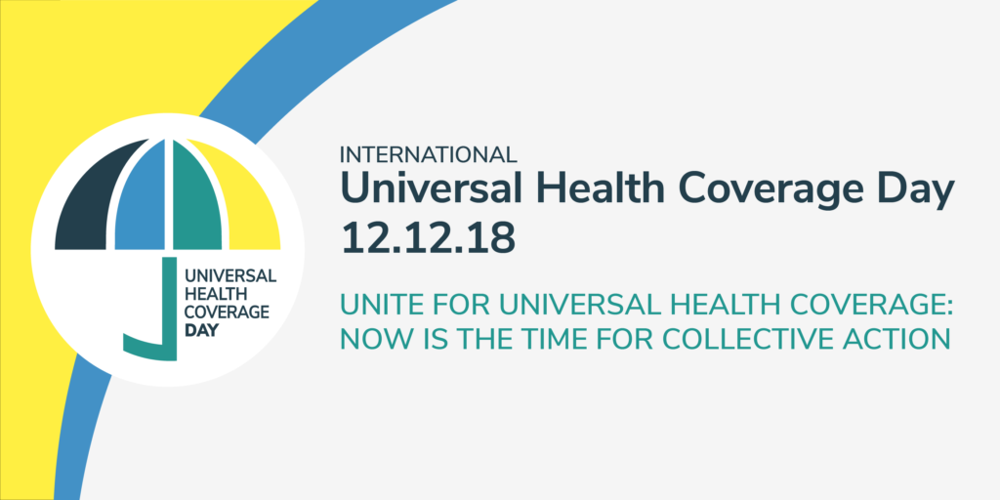 UNIVERSAL
HEALTH
COVERAGE
DAY
INTERNATIONAL
Universal Health Coverage Day
12.12.18
UNITE FOR UNIVERSAL HEALTH COVERAGE:
NOW IS THE TIME FOR COLLECTIVE ACTION